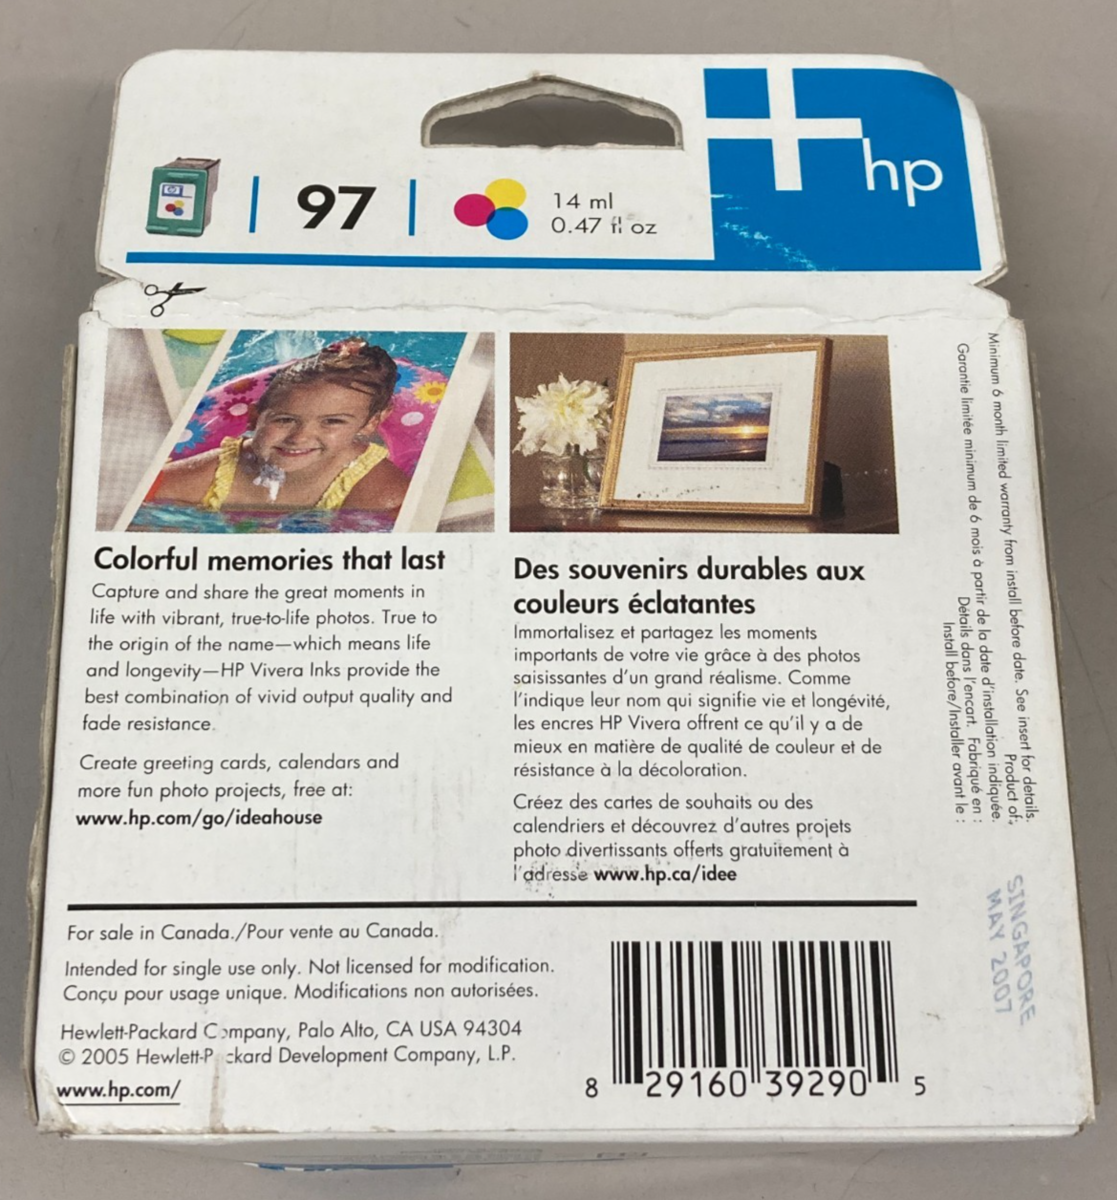 97
14 ml
0.47 fl oz
hp
Colorful memories that last
Capture and share the great moments in
life with vibrant, true-to-life photos. True to
the origin of the name—which means life
and longevity—HP Vivera Inks provide the
best combination of vivid output quality and
fade resistance.
Create greeting cards, calendars and
more fun photo projects, free at:
www.hp.com/go/ideahouse
Des souvenirs durables aux
couleurs éclatantes
Immortalisez et partagez les moments
importants de votre vie grâce à des photos
saisissantes d'un grand réalisme. Comme
l'indique leur nom qui signifie vie et longévité,
les encres HP Vivera offrent ce qu'il y a de
mieux en matière de qualité de couleur et de
résistance à la décoloration.
Créez des cartes de souhaits ou des
calendriers et découvrez d'autres projets
photo divertissants offerts gratuitement à
l'adresse www.hp.ca/idee
Minimum 6 month limited warranty from install before date. See insert for details.
Product of:
Garantie limitée minimum de 6 mois à partir de la date d'installation indiquée.
Détails dans l'encart. Fabriqué en :
Install before/Installer avant le :
SINGAPORE
MAY 2007
For sale in Canada./Pour vente au Canada.
Intended for single use only. Not licensed for modification.
Conçu pour usage unique. Modifications non autorisées.
Hewlett-Packard Company, Palo Alto, CA USA 94304
© 2005 Hewlett-Packard Development Company, L.P.
www.hp.com/
8 29160 39290 5